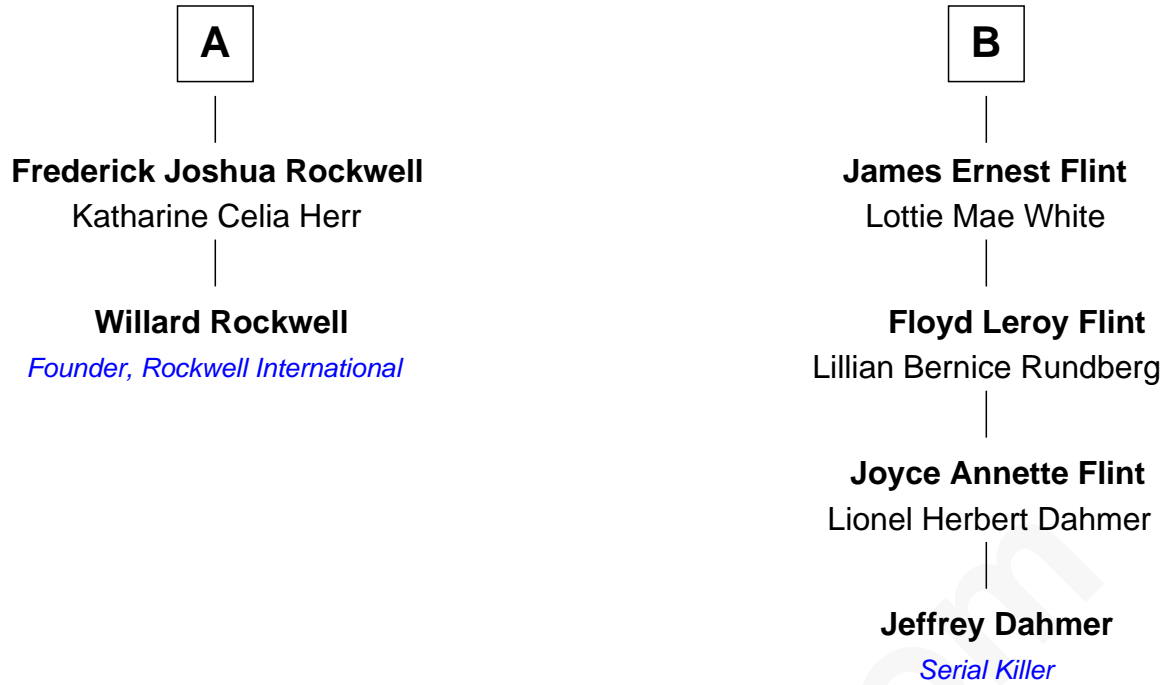 A
Frederick Joshua Rockwell
Katharine Celia Herr
Willard Rockwell
Founder, Rockwell International
B
James Ernest Flint
Lottie Mae White
Floyd Leroy Flint
Lillian Bernice Rundberg
Joyce Annette Flint
Lionel Herbert Dahmer
Jeffrey Dahmer
Serial Killer
om